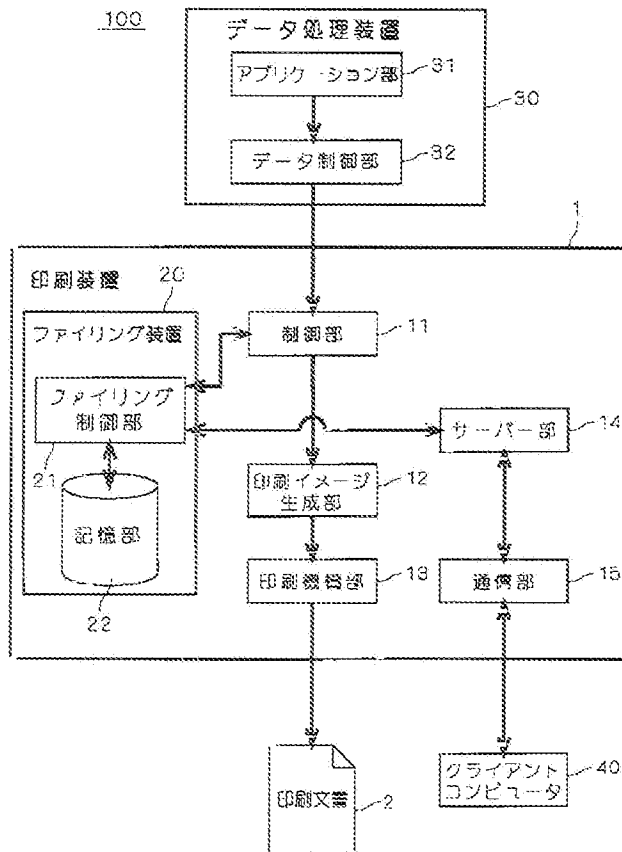 100
データ処理装置
アプリケーション部
31
30
データ制御部
32
1
印刷装置
20
ファイリング装置
制御部
11
ファイリング
制御部
21
サーバー部
14
印刷イメージ
生成部
12
記憶部
22
印刷機構部
13
通信部
15
印刷文書
2
クライアント
コンピュータ
40